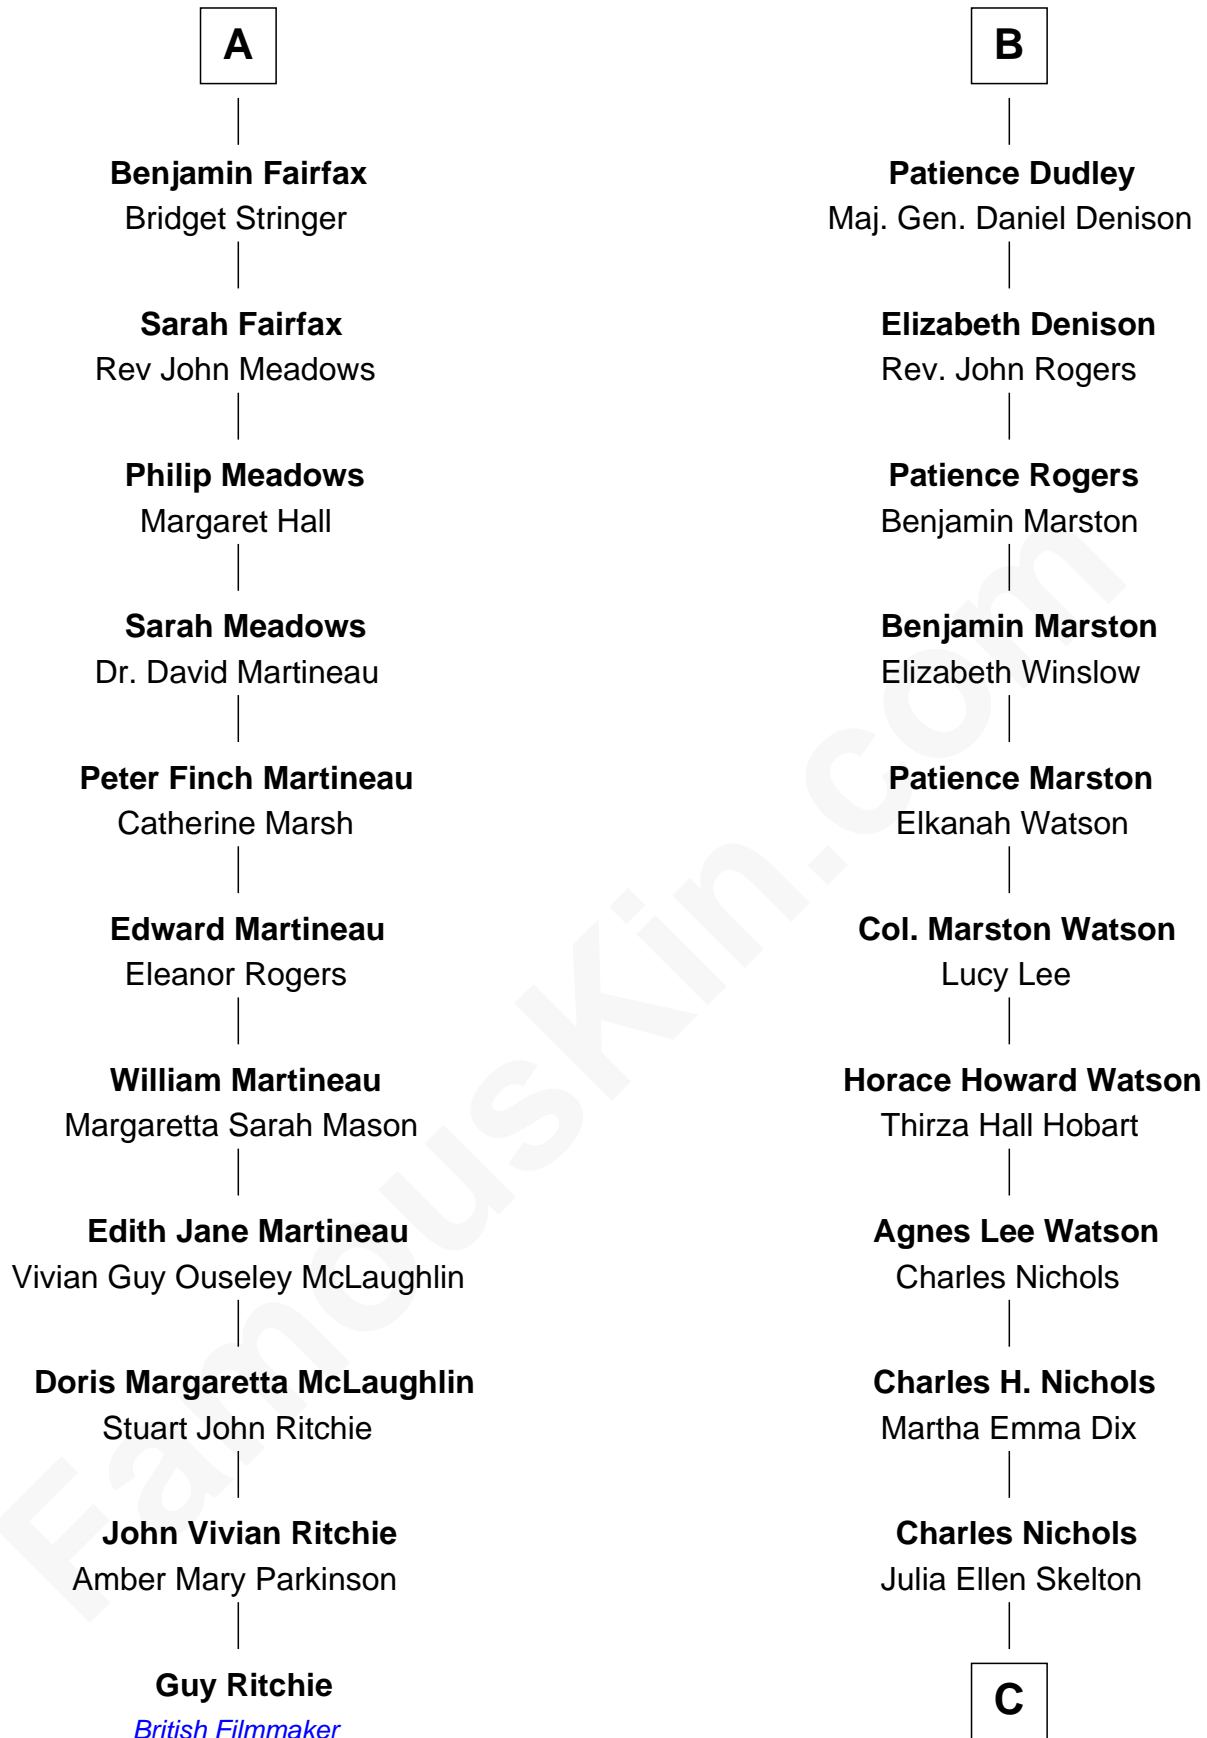 A
Benjamin Fairfax
Bridget Stringer
Sarah Fairfax
Rev John Meadows
Philip Meadows
Margaret Hall
Sarah Meadows
Dr. David Martineau
Peter Finch Martineau
Catherine Marsh
Edward Martineau
Eleanor Rogers
William Martineau
Margaretta Sarah Mason
Edith Jane Martineau
Vivian Guy Ouseley McLaughlin
Doris Margaretta McLaughlin
Stuart John Ritchie
John Vivian Ritchie
Amber Mary Parkinson
Guy Ritchie
British Filmmaker
B
Patience Dudley
Maj. Gen. Daniel Denison
Elizabeth Denison
Rev. John Rogers
Patience Rogers
Benjamin Marston
Benjamin Marston
Elizabeth Winslow
Patience Marston
Elkanah Watson
Col. Marston Watson
Lucy Lee
Horace Howard Watson
Thirza Hall Hobart
Agnes Lee Watson
Charles Nichols
Charles H. Nichols
Martha Emma Dix
Charles Nichols
Julia Ellen Skelton
C
FamousKin.com